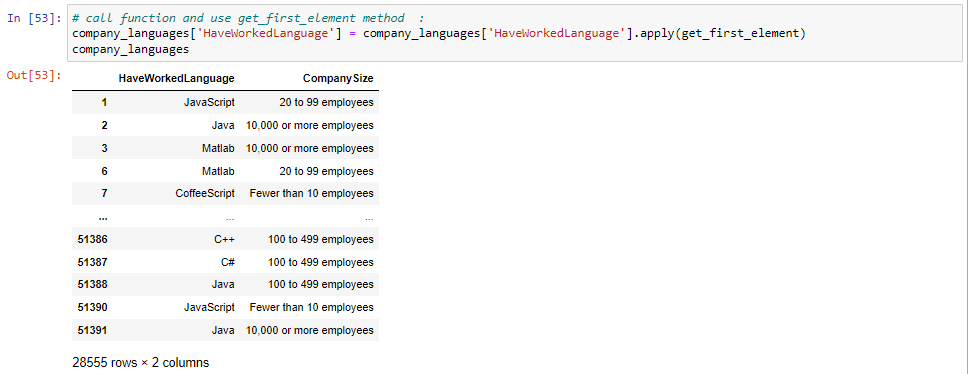 In [53]: # call function and use get_first_element method  :
company_languages['HaveWorkedLanguage'] = company_languages['HaveWorkedLanguage'].apply(get_first_element)
company_languages
Out[53]:
HaveWorkedLanguage CompanySize
1 JavaScript 20 to 99 employees
2 Java 10,000 or more employees
3 Matlab 10,000 or more employees
6 Matlab 20 to 99 employees
7 CoffeeScript Fewer than 10 employees
... ... ...
51386 C++ 100 to 499 employees
51387 C# 100 to 499 employees
51388 Java 100 to 499 employees
51390 JavaScript Fewer than 10 employees
51391 Java 10,000 or more employees
28555 rows × 2 columns